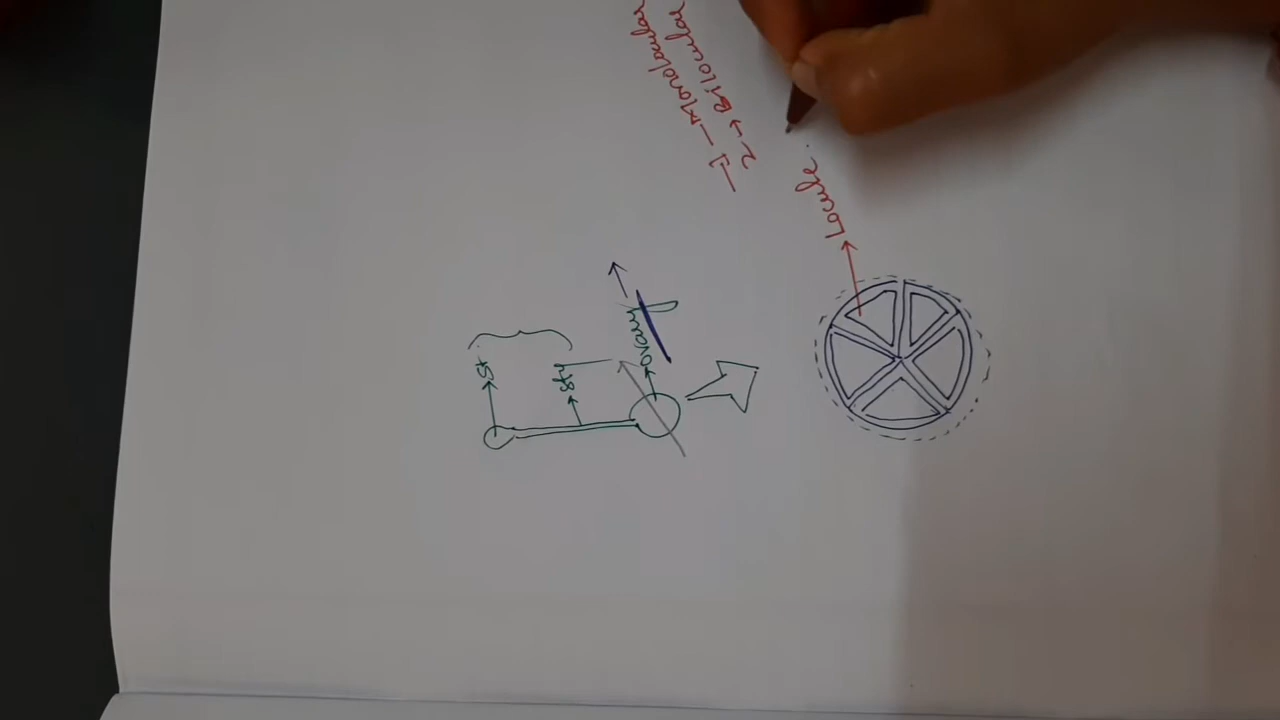 1 - Monolocular
2 → Bilocular
Locule
St
Sty
Ovary